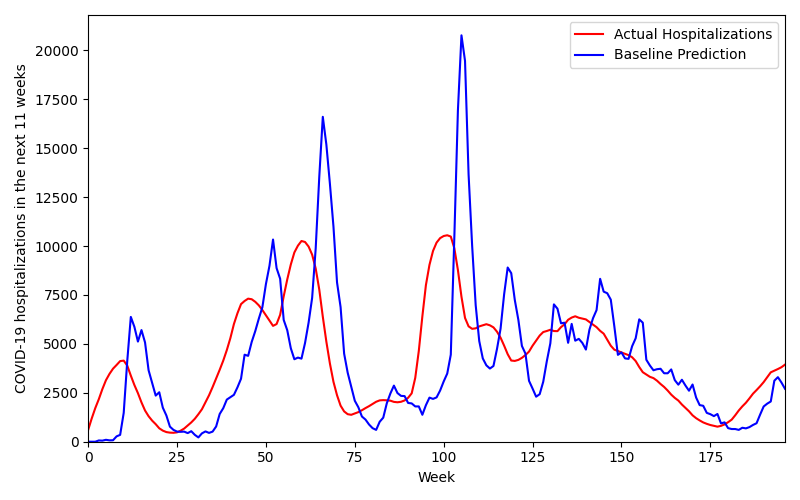 Actual Hospitalizations
Baseline Prediction
COVID-19 hospitalizations in the next 11 weeks
20000
17500
15000
12500
10000
7500
5000
2500
0
0 25 50 75 100 125 150 175
Week